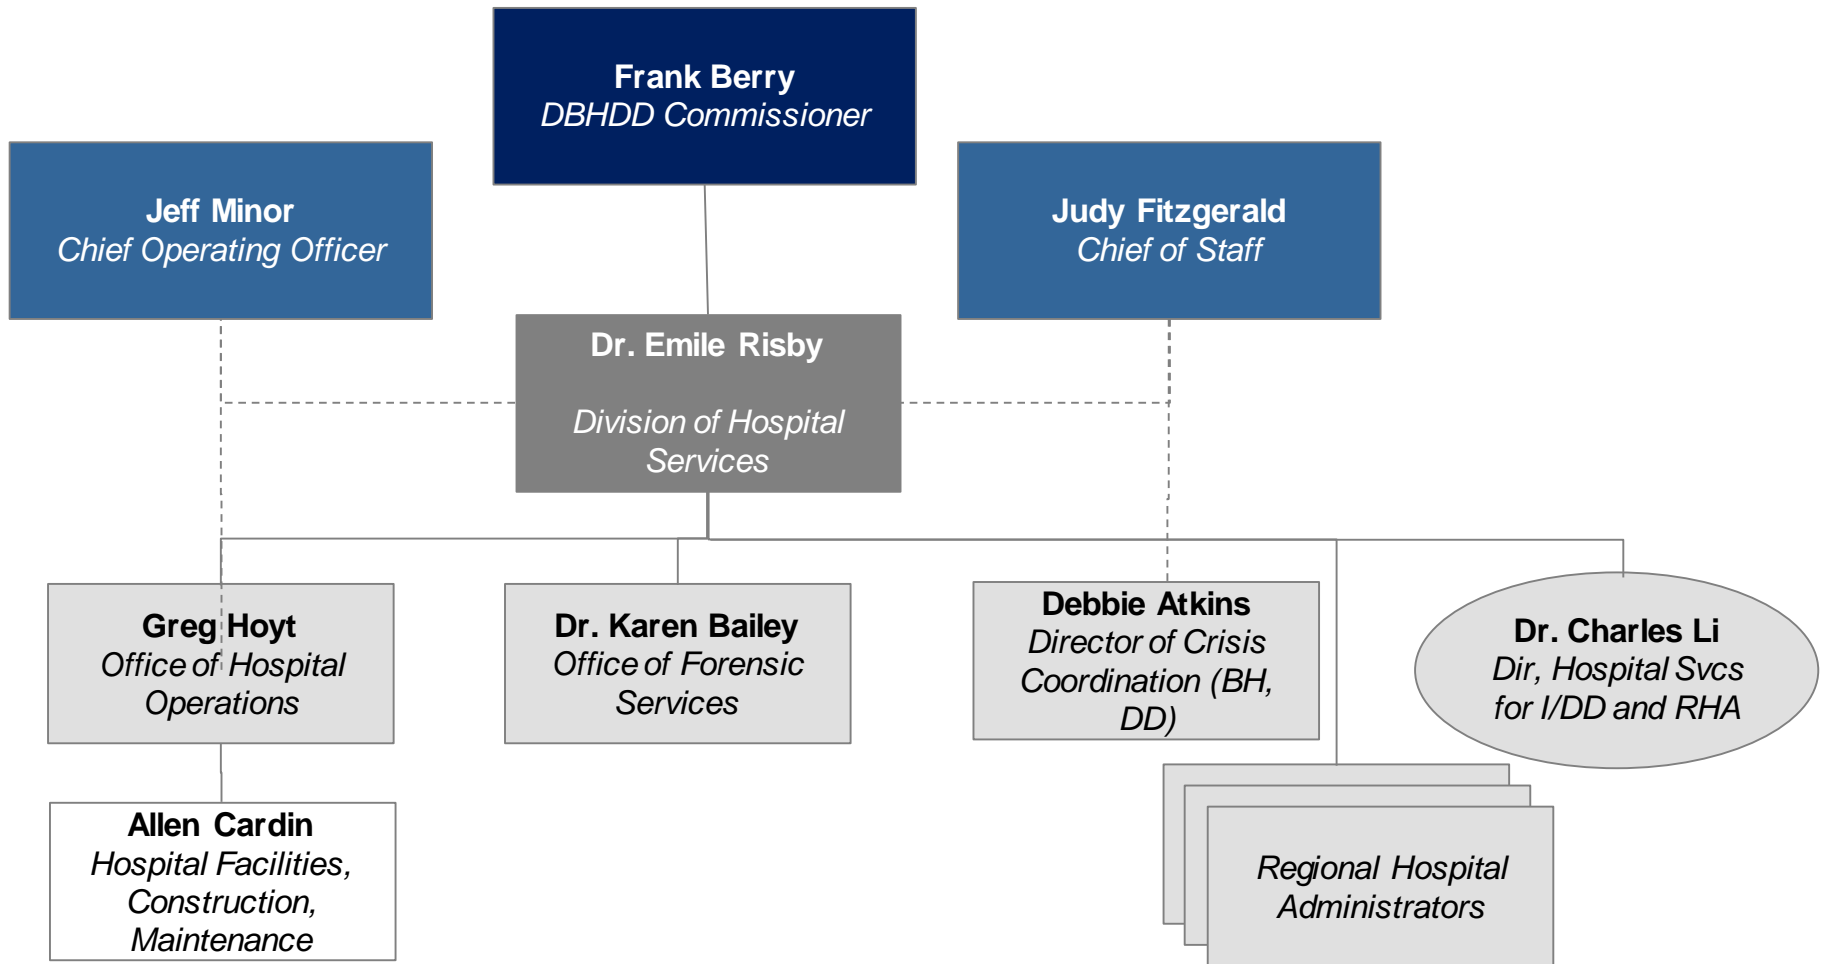 Frank Berry
DBHDD Commissioner
Jeff Minor
Chief Operating Officer
Judy Fitzgerald
Chief of Staff
Dr. Emile Risby
Division of Hospital
Services
Greg Hoyt
Office of Hospital
Operations
Dr. Karen Bailey
Office of Forensic
Services
Debbie Atkins
Director of Crisis
Coordination (BH,
DD)
Dr. Charles Li
Dir, Hospital Svcs
for I/DD and RHA
Allen Cardin
Hospital Facilities,
Construction,
Maintenance
Regional Hospital
Administrators